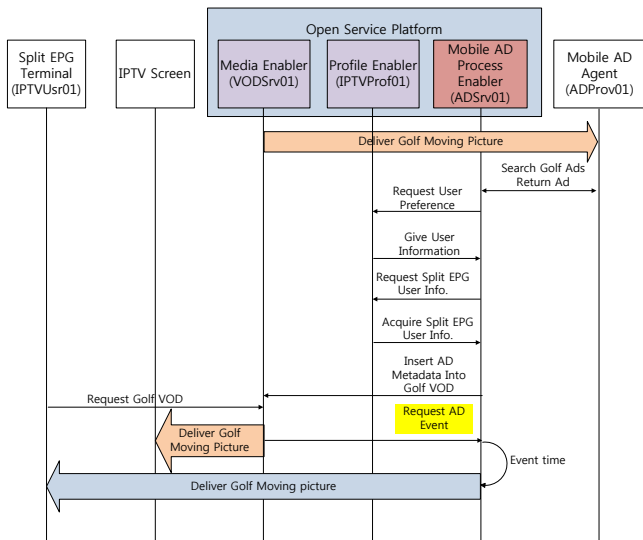 Open Service Platform
Split EPG
Terminal
(IPTVUsr01)
IPTV Screen
Media Enabler
(VODSrv01)
Profile Enabler
(IPTVProf01)
Mobile AD
Process
Enabler
(ADSrv01)
Mobile AD
Agent
(ADProv01)
Deliver Golf Moving Picture
Search Golf Ads
Return Ad
Request User
Preference
Give User
Information
Request Split EPG
User Info.
Acquire Split EPG
User Info.
Insert AD
Metadata Into
Golf VOD
Request Golf VOD
Request AD
Event
Deliver Golf
Moving Picture
Event time
Deliver Golf Moving picture